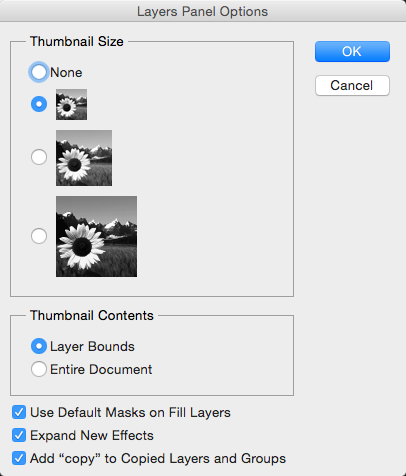 Layers Panel Options
Thumbnail Size
OK
None
Cancel
Thumbnail Contents
Layer Bounds
Entire Document
Use Default Masks on Fill Layers
Expand New Effects
Add “copy” to Copied Layers and Groups